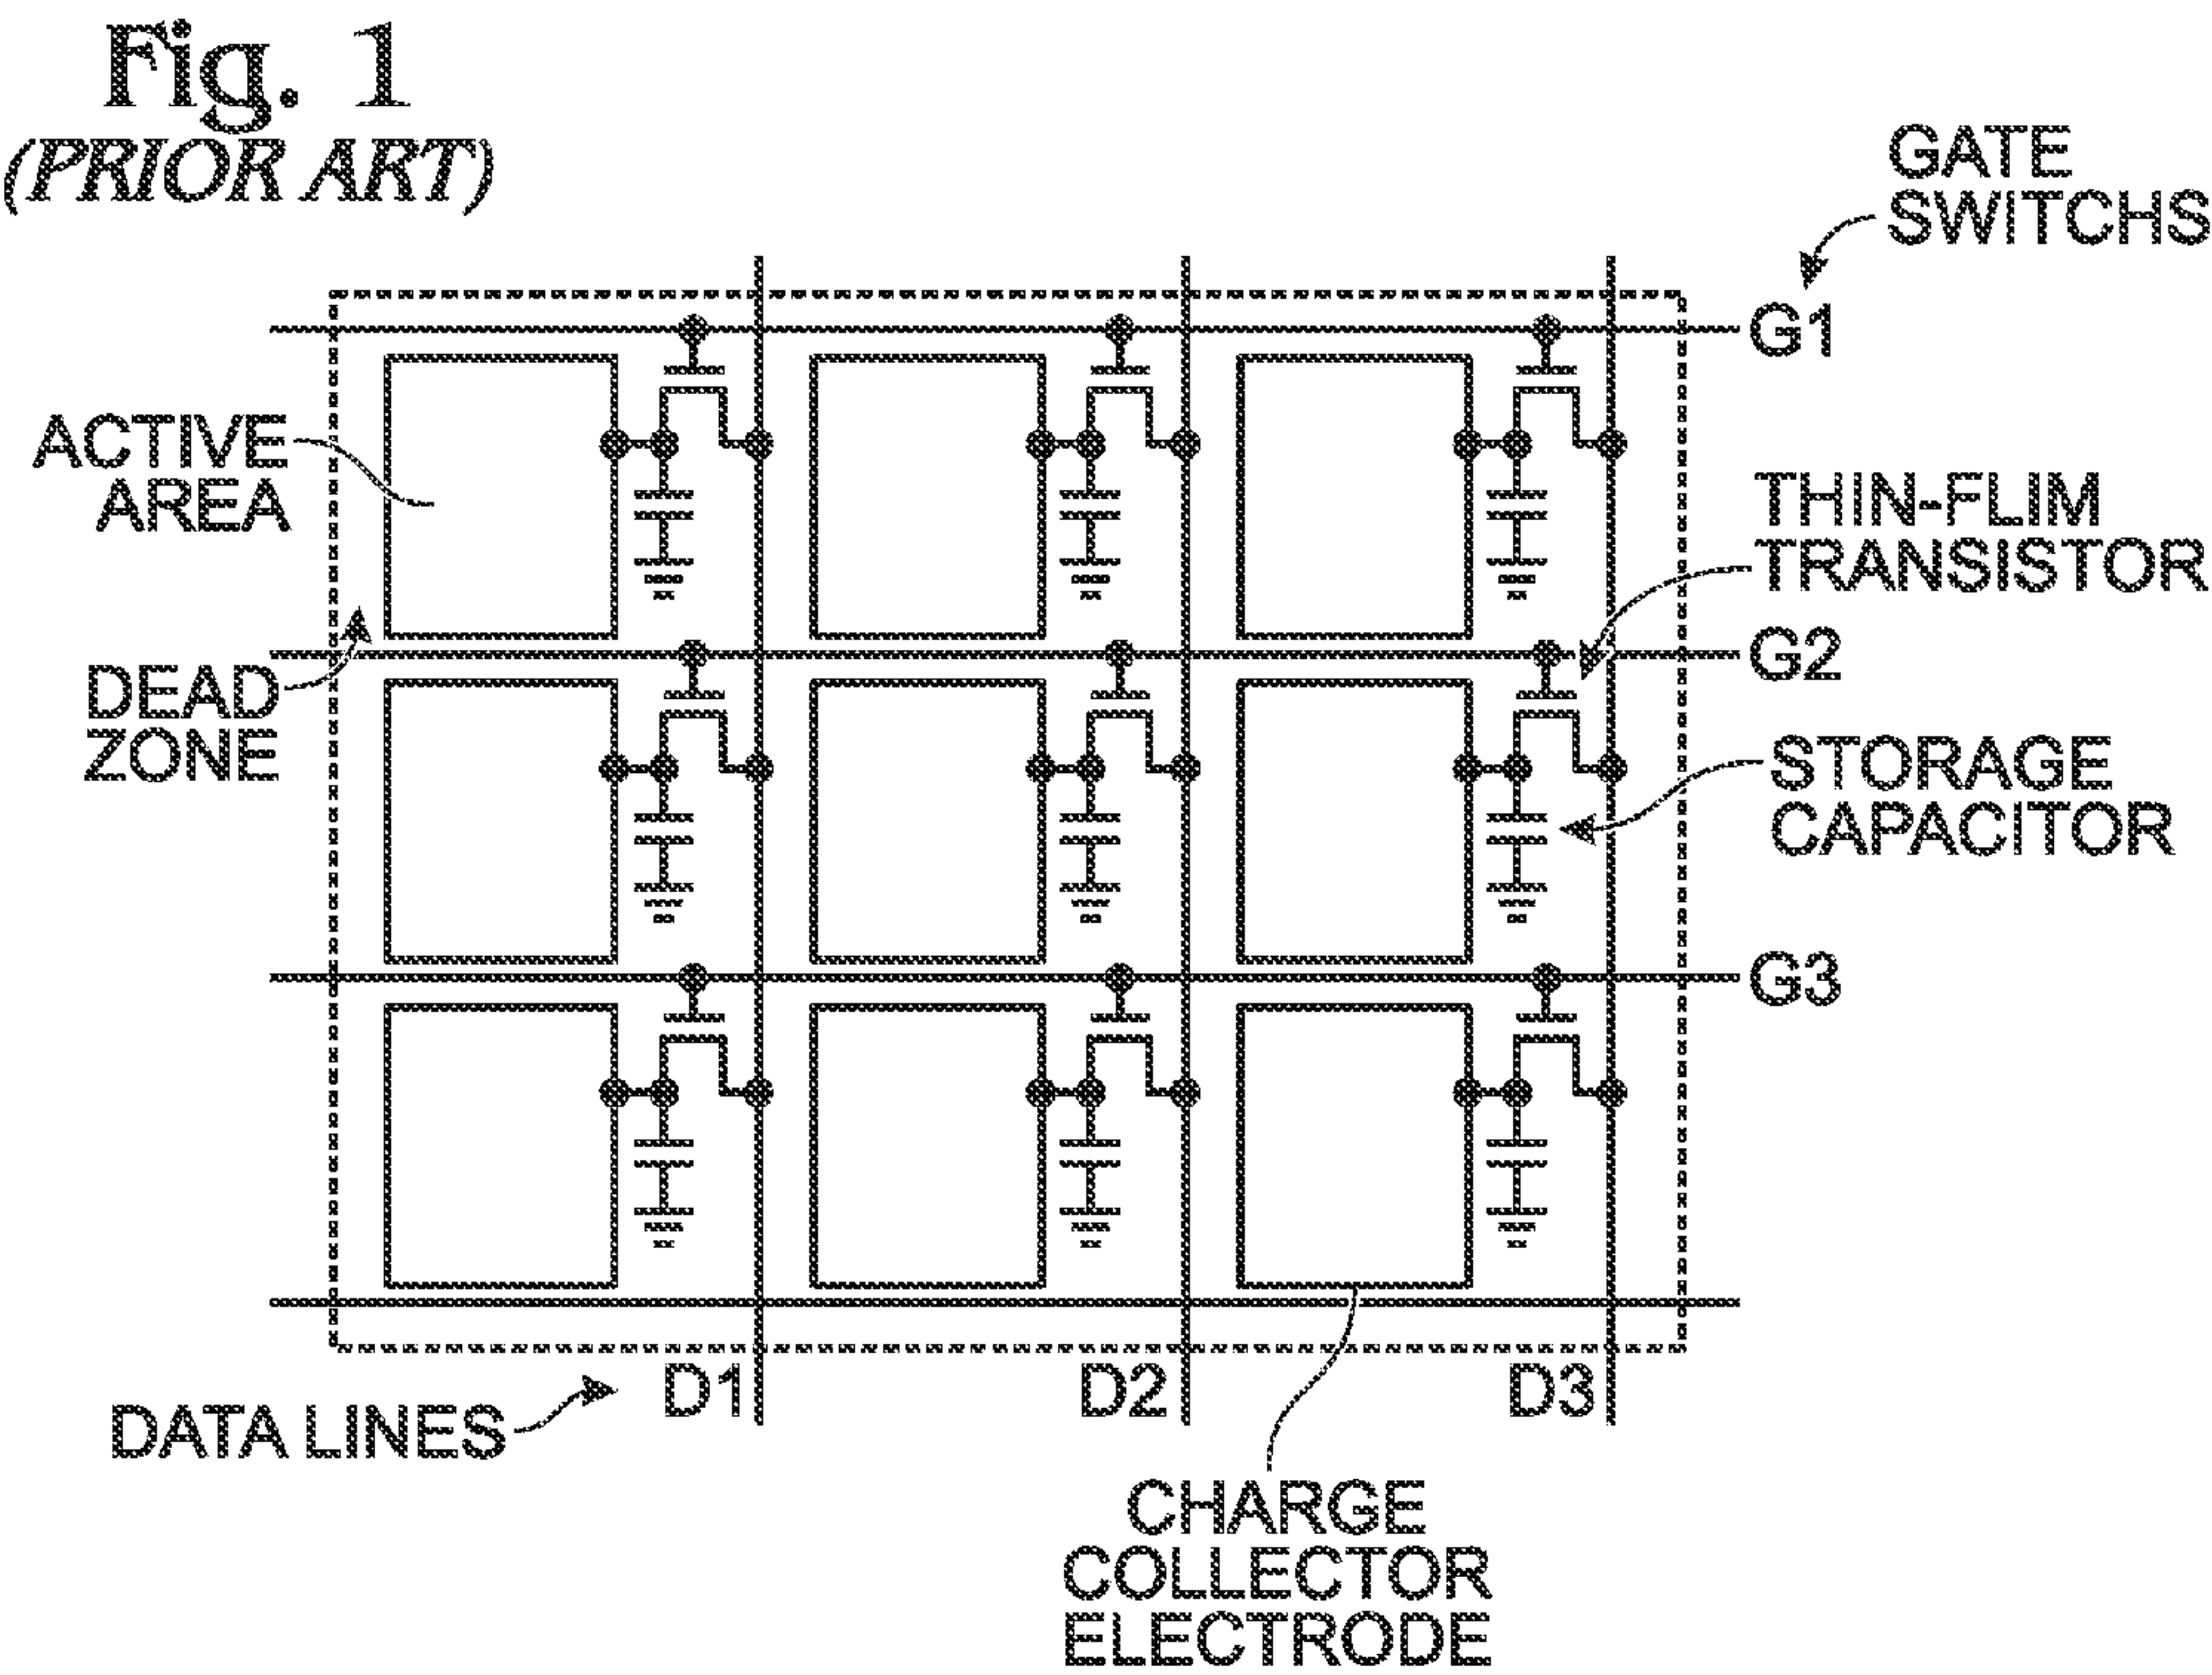 Fig. 1
(PRIOR ART)
GATE
SWITCHS
G1
ACTIVE
AREA
THIN-FLIM
TRANSISTOR
G2
DEAD
ZONE
STORAGE
CAPACITOR
G3
D1
D2
D3
DATA LINES
CHARGE
COLLECTOR
ELECTRODE